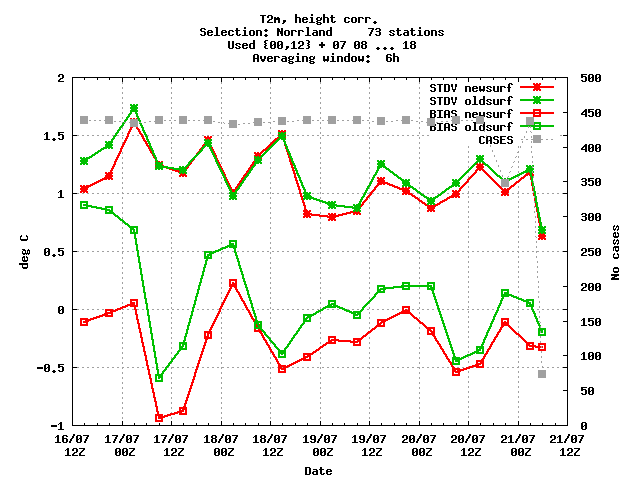 T2m, height corr.
Selection: Norrland 73 stations
Used {00,12} + 07 08 ... 18
Averaging window: 6h
STDV newsurf
STDV oldsurf
BIAS newsurf
BIAS oldsurf
CASES
2
1.5
1
0.5
0
-0.5
-1
deg C
500
450
400
350
300
250
200
150
100
50
0
No cases
16/07 17/07 17/07 18/07 18/07 19/07 19/07 20/07 20/07 21/07 21/07
12Z 00Z 12Z 00Z 12Z 00Z 12Z 00Z 12Z 00Z 12Z
Date